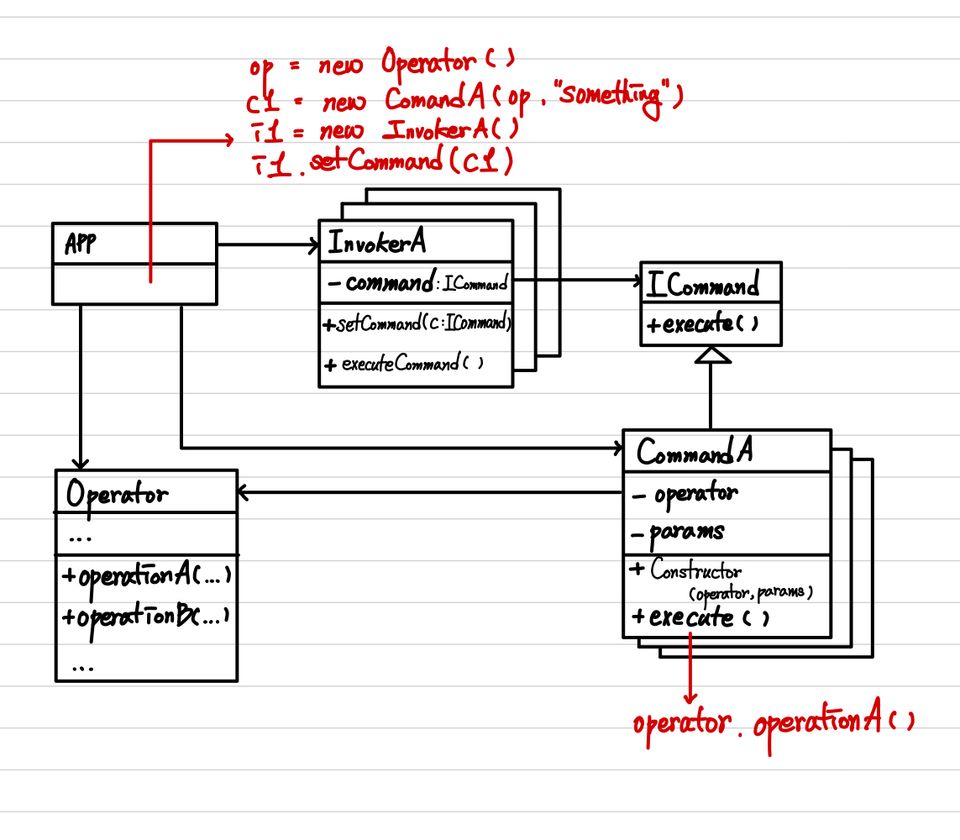 op = new Operator()
c1 = new ComandA(op, "something")
i1 = new InvokerA()
i1.setCommand(c1)
APP
InvokerA
- command : ICommand
+ setCommand(c : ICommand)
+ executeCommand()
ICommand
+ execute()
Operator
...
+ operationA(...)
+ operationB(...)
...
CommandA
- operator
- params
+ Constructor
(operator, params)
+ execute()
operator.operationA()